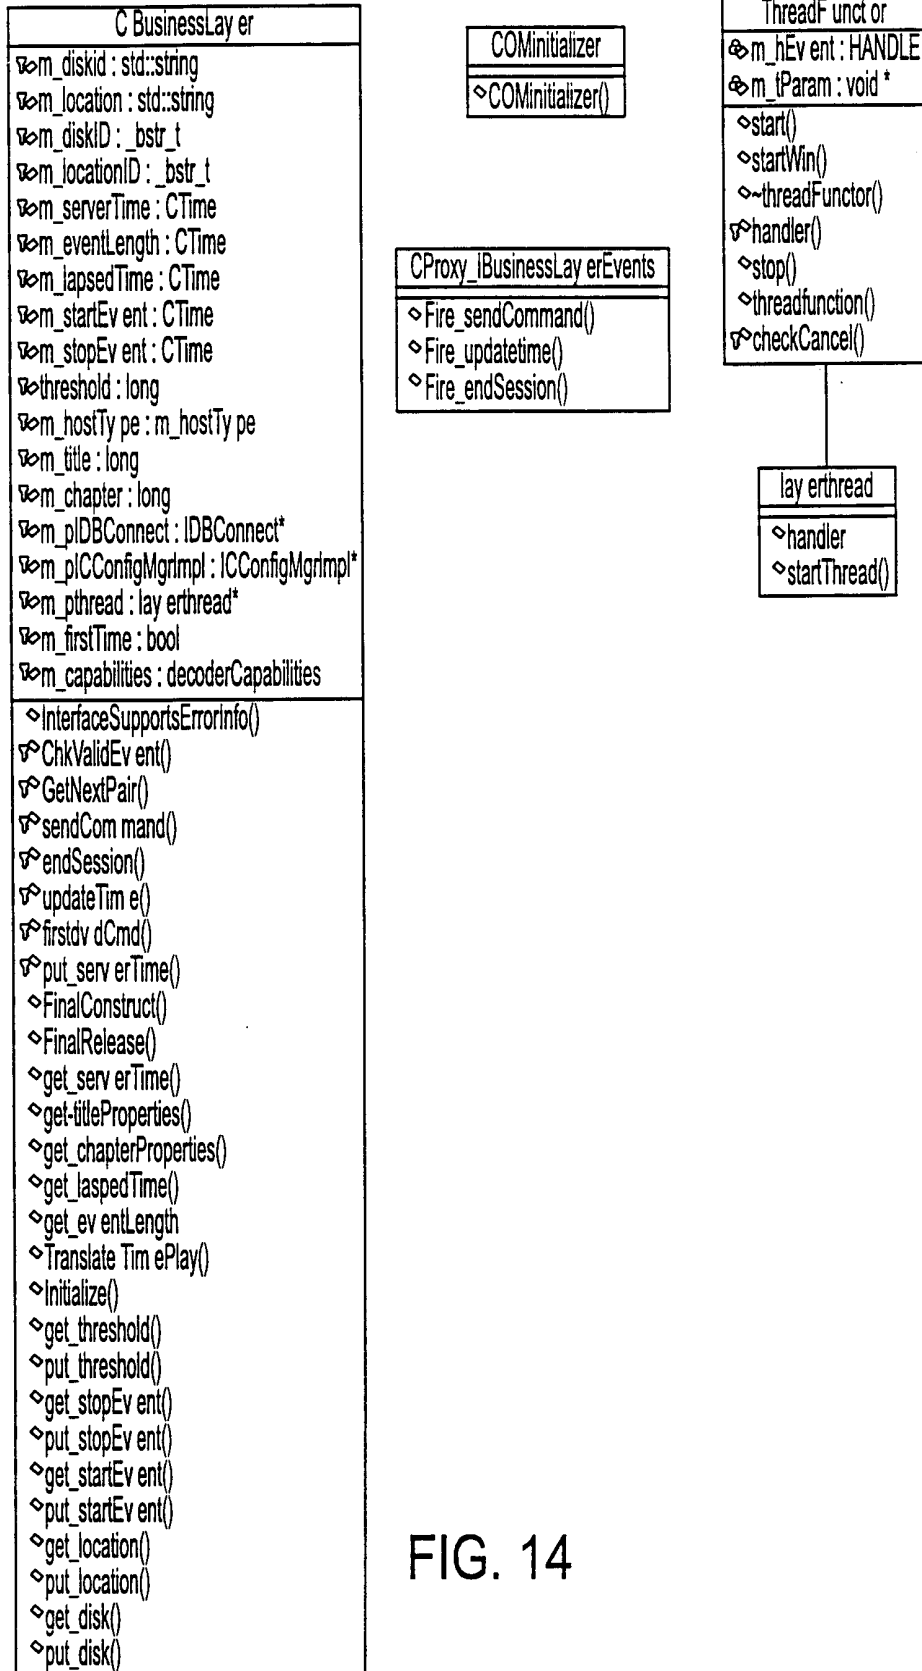 C BusinessLay er
m_diskid : std::string
m_location : std::string
m_diskID : _bstr_t
m_locationID : _bstr_t
m_serverTime : CTime
m_eventLength : CTime
m_lapsedTime : CTime
m_startEv ent : CTime
m_stopEv ent : CTime
threshold : long
m_hostTy pe : m_hostTy pe
m_title : long
m_chapter : long
m_pIDBConnect : IDBConnect*
m_pICConfigMgrImpl : ICConfigMgrImpl*
m_pthread : lay erthread*
m_firstTime : bool
m_capabilities : decoderCapabilities
InterfaceSupportsErrorInfo()
ChkValidEv ent()
GetNextPair()
sendCom mand()
endSession()
updateTim e()
firstdv dCmd()
put_serv erTime()
FinalConstruct()
FinalRelease()
get_serv erTime()
get-titleProperties()
get_chapterProperties()
get_laspedTime()
get_ev entLength
Translate Tim ePlay()
Initialize()
get_threshold()
put_threshold()
get_stopEv ent()
put_stopEv ent()
get_startEv ent()
put_startEv ent()
get_location()
put_location()
get_disk()
put_disk()
COMinitializer
COMinitializer()
CProxy_IBusinessLay erEvents
Fire_sendCommand()
Fire_updatetime()
Fire_endSession()
ThreadF unct or
m_hEv ent : HANDLE
m_tParam : void *
start()
startWin()
~threadFunctor()
handler()
stop()
threadfunction()
checkCancel()
lay erthread
handler
startThread()
FIG. 14